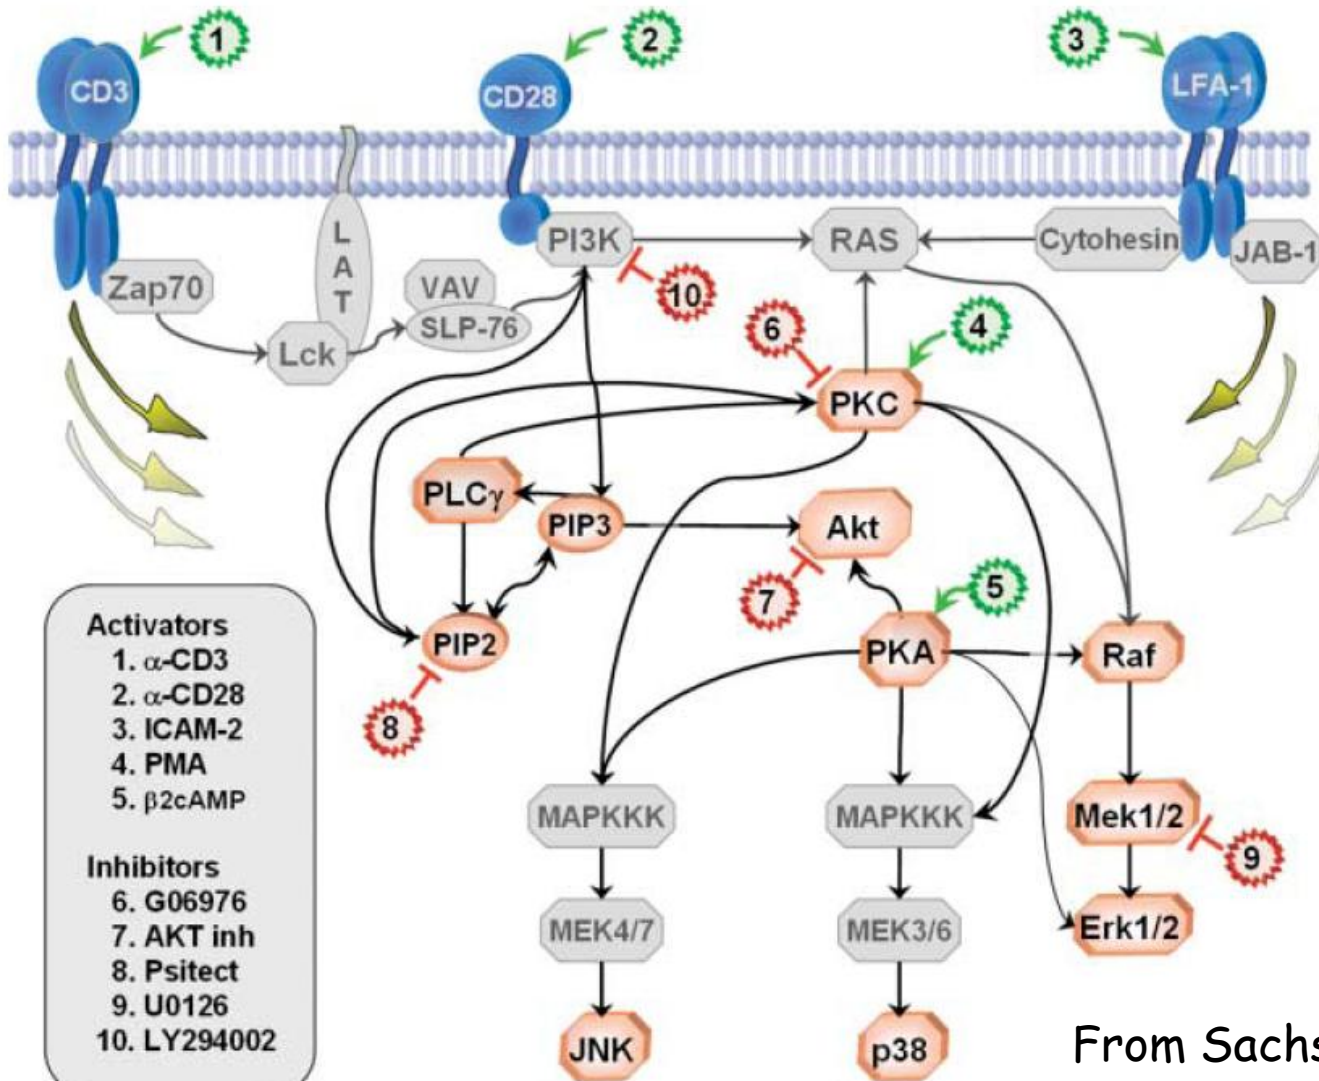 1
2
3
CD3
CD28
LFA-1
L
A
T
PI3K
RAS
Cytohesin
JAB-1
Zap70
VAV
SLP-76
Lck
10
6
4
PKC
PLCγ
PIP3
Akt
7
5
PIP2
PKA
Raf
8
MAPKKK
MAPKKK
Mek1/2
9
MEK4/7
MEK3/6
Erk1/2
JNK
p38
Activators
1. α-CD3
2. α-CD28
3. ICAM-2
4. PMA
5. β2cAMP
Inhibitors
6. G06976
7. AKT inh
8. Psitect
9. U0126
10. LY294002
From Sachs